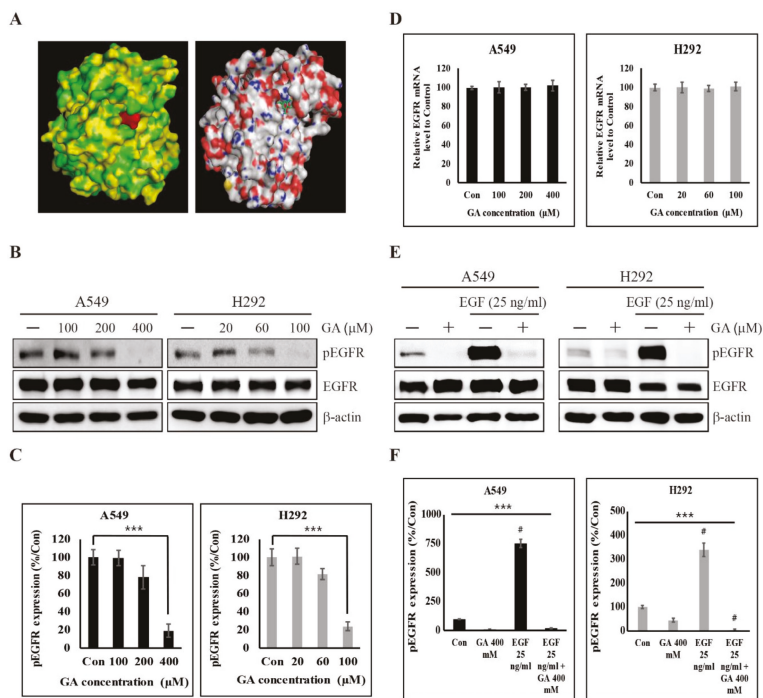 A
B
A549
H292
— 100 200 400 — 20 60 100 GA (μM)
pEGFR
EGFR
β-actin
C
A549
***
pEGFR expression (%/Con)
120
100
80
60
40
20
0
Con 100 200 400
GA concentration (μM)
H292
***
pEGFR expression (%/Con)
120
100
80
60
40
20
0
Con 20 60 100
GA concentration (μM)
D
A549
Relative EGFR mRNA
level to Control
120
100
80
60
40
20
0
Con 100 200 400
GA concentration (μM)
H292
Relative EGFR mRNA
level to Control
120
100
80
60
40
20
0
Con 20 60 100
GA concentration (μM)
E
A549
H292
EGF (25 ng/ml)
EGF (25 ng/ml)
— + — + — + — + GA (μM)
pEGFR
EGFR
β-actin
F
A549
***
#
pEGFR expression (%/Con)
1000
750
500
250
0
Con
GA 400
mM
EGF
25
ng/ml
EGF
25
ng/ml +
GA 400
mM
H292
***
#
#
pEGFR expression (%/Con)
500
400
300
200
100
0
Con
GA 400
mM
EGF
25
ng/ml
EGF
25
ng/ml +
GA 400
mM